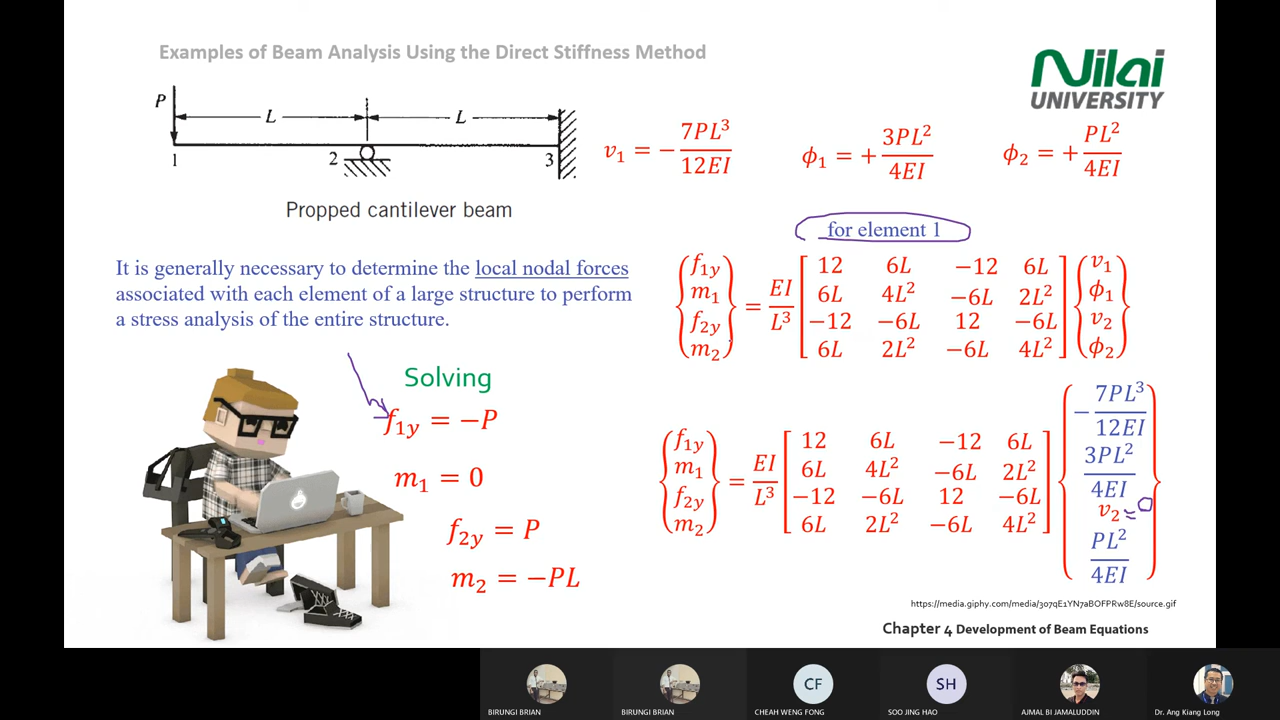 Examples of Beam Analysis Using the Direct Stiffness Method
Nilai
UNIVERSITY
P
L
L
1
2
3
Propped cantilever beam
v₁ = − 7PL³/12EI
ϕ₁ = + 3PL²/4EI
ϕ₂ = + PL²/4EI
It is generally necessary to determine the local nodal forces
associated with each element of a large structure to perform
a stress analysis of the entire structure.
for element 1
{f₁y m₁ f₂y m₂} = EI/L³ [12 6L −12 6L
6L 4L² −6L 2L²
−12 −6L 12 −6L
6L 2L² −6L 4L²] {v₁ ϕ₁ v₂ ϕ₂}
Solving
f₁y = −P
m₁ = 0
f₂y = P
m₂ = −PL
{f₁y m₁ f₂y m₂} = EI/L³ [12 6L −12 6L
6L 4L² −6L 2L²
−12 −6L 12 −6L
6L 2L² −6L 4L²] {−7PL³/12EI
3PL²/4EI
v₂ = 0
PL²/4EI}
https://media.giphy.com/media/307qE1YN7aBOFPRw8E/source.gif
Chapter 4 Development of Beam Equations
BIRUNGI BRIAN
BIRUNGI BRIAN
CF
CHEAH WENG FONG
SH
SOO JING HAO
AJMAL BI JAMALUDDIN
Dr. Ang Kiang Long